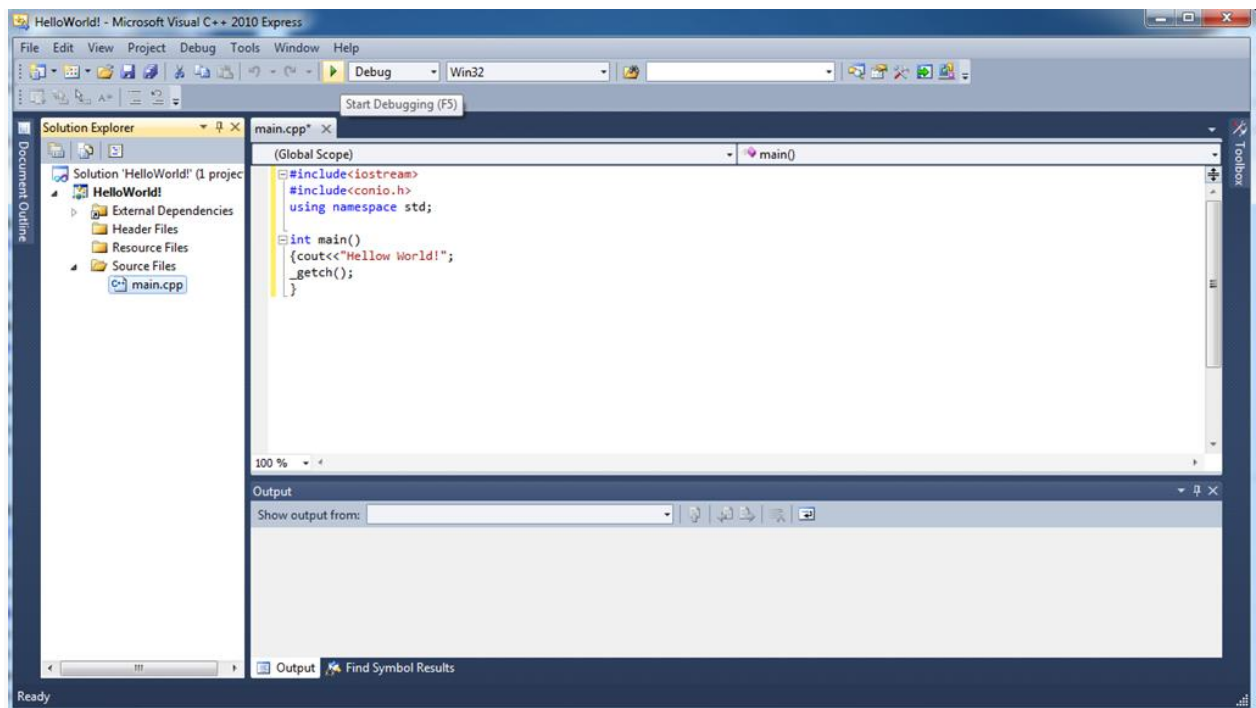 HelloWorld! - Microsoft Visual C++ 2010 Express
File Edit View Project Debug Tools Window Help
Debug Win32
Start Debugging (F5)
Document Outline
Solution Explorer
Solution 'HelloWorld!' (1 projec
HelloWorld!
External Dependencies
Header Files
Resource Files
Source Files
main.cpp
main.cpp*
(Global Scope) main()
#include<iostream>
#include<conio.h>
using namespace std;
int main()
{cout<<"Hellow World!";
_getch();
}
100 %
Toolbox
Output
Show output from:
Output Find Symbol Results
Ready